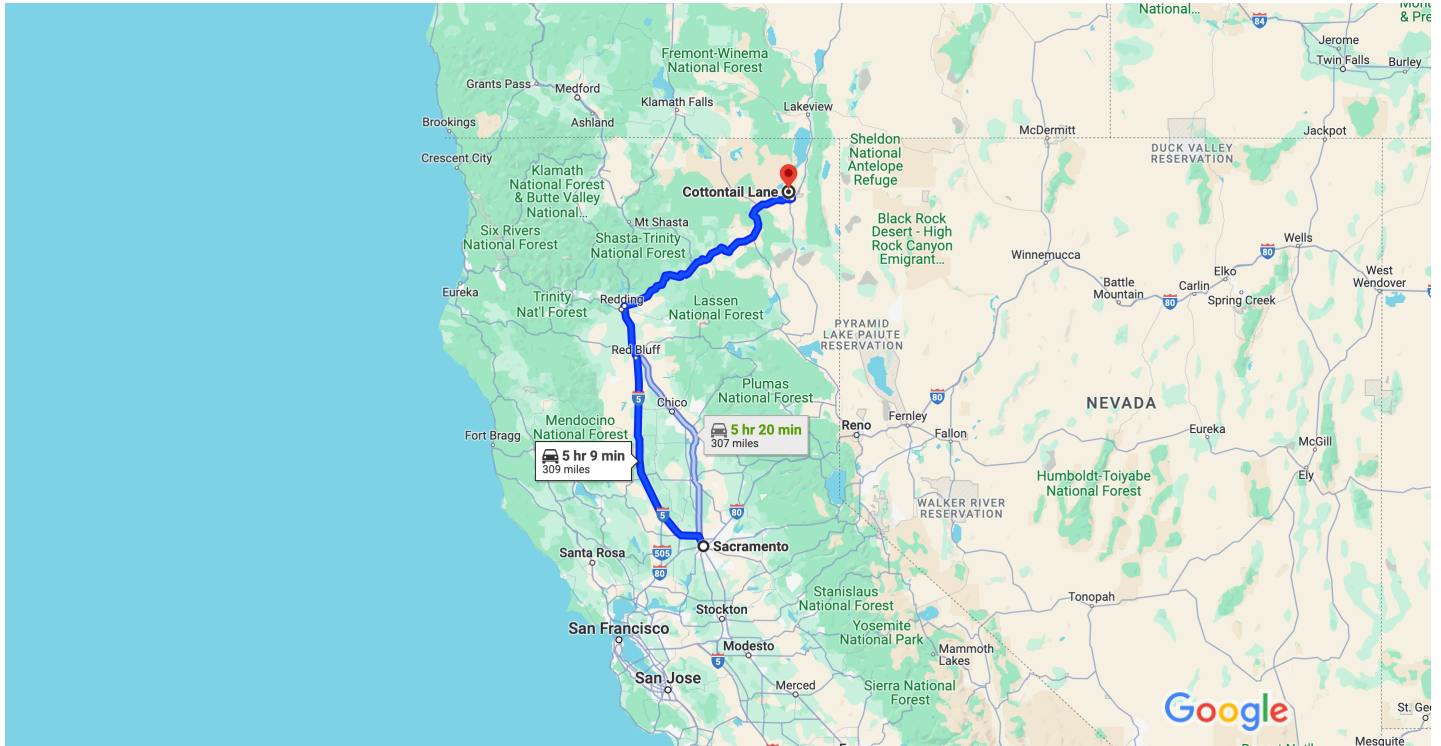 National...
84
Mon
& Pre
Jerome
Twin Falls
Burley
Fremont-Winema
National Forest
Grants Pass
Medford
Klamath Falls
Lakeview
Ashland
Brookings
McDermitt
Jackpot
Crescent City
Sheldon
National
Antelope
Refuge
DUCK VALLEY
RESERVATION
Klamath
National Forest
& Butte Valley
National...
Cottontail Lane
Mt Shasta
Six Rivers
National Forest
Shasta-Trinity
National Forest
Black Rock
Desert - High
Rock Canyon
Emigrant...
Winnemucca
80
Wells
Elko
Battle
Mountain
Carlin
Spring Creek
West
Wendover
80
80
Eureka
Trinity
Nat'l Forest
Redding
Lassen
National Forest
PYRAMID
LAKE PAIUTE
RESERVATION
Red Bluff
Plumas
National Forest
5
Chico
80
NEVADA
Mendocino
National Forest
Fort Bragg
5 hr 20 min
307 miles
5 hr 9 min
309 miles
Reno
Fernley
Fallon
Eureka
McGill
Ely
Humboldt-Toiyabe
National Forest
WALKER RIVER
RESERVATION
5
80
Sacramento
505
80
Santa Rosa
Stockton
Stanislaus
National Forest
Tonopah
San Francisco
Yosemite
National Park
Modesto
5
Mammoth
Lakes
San Jose
Merced
Sierra National
Forest
Google
St. Geo
Mesquite